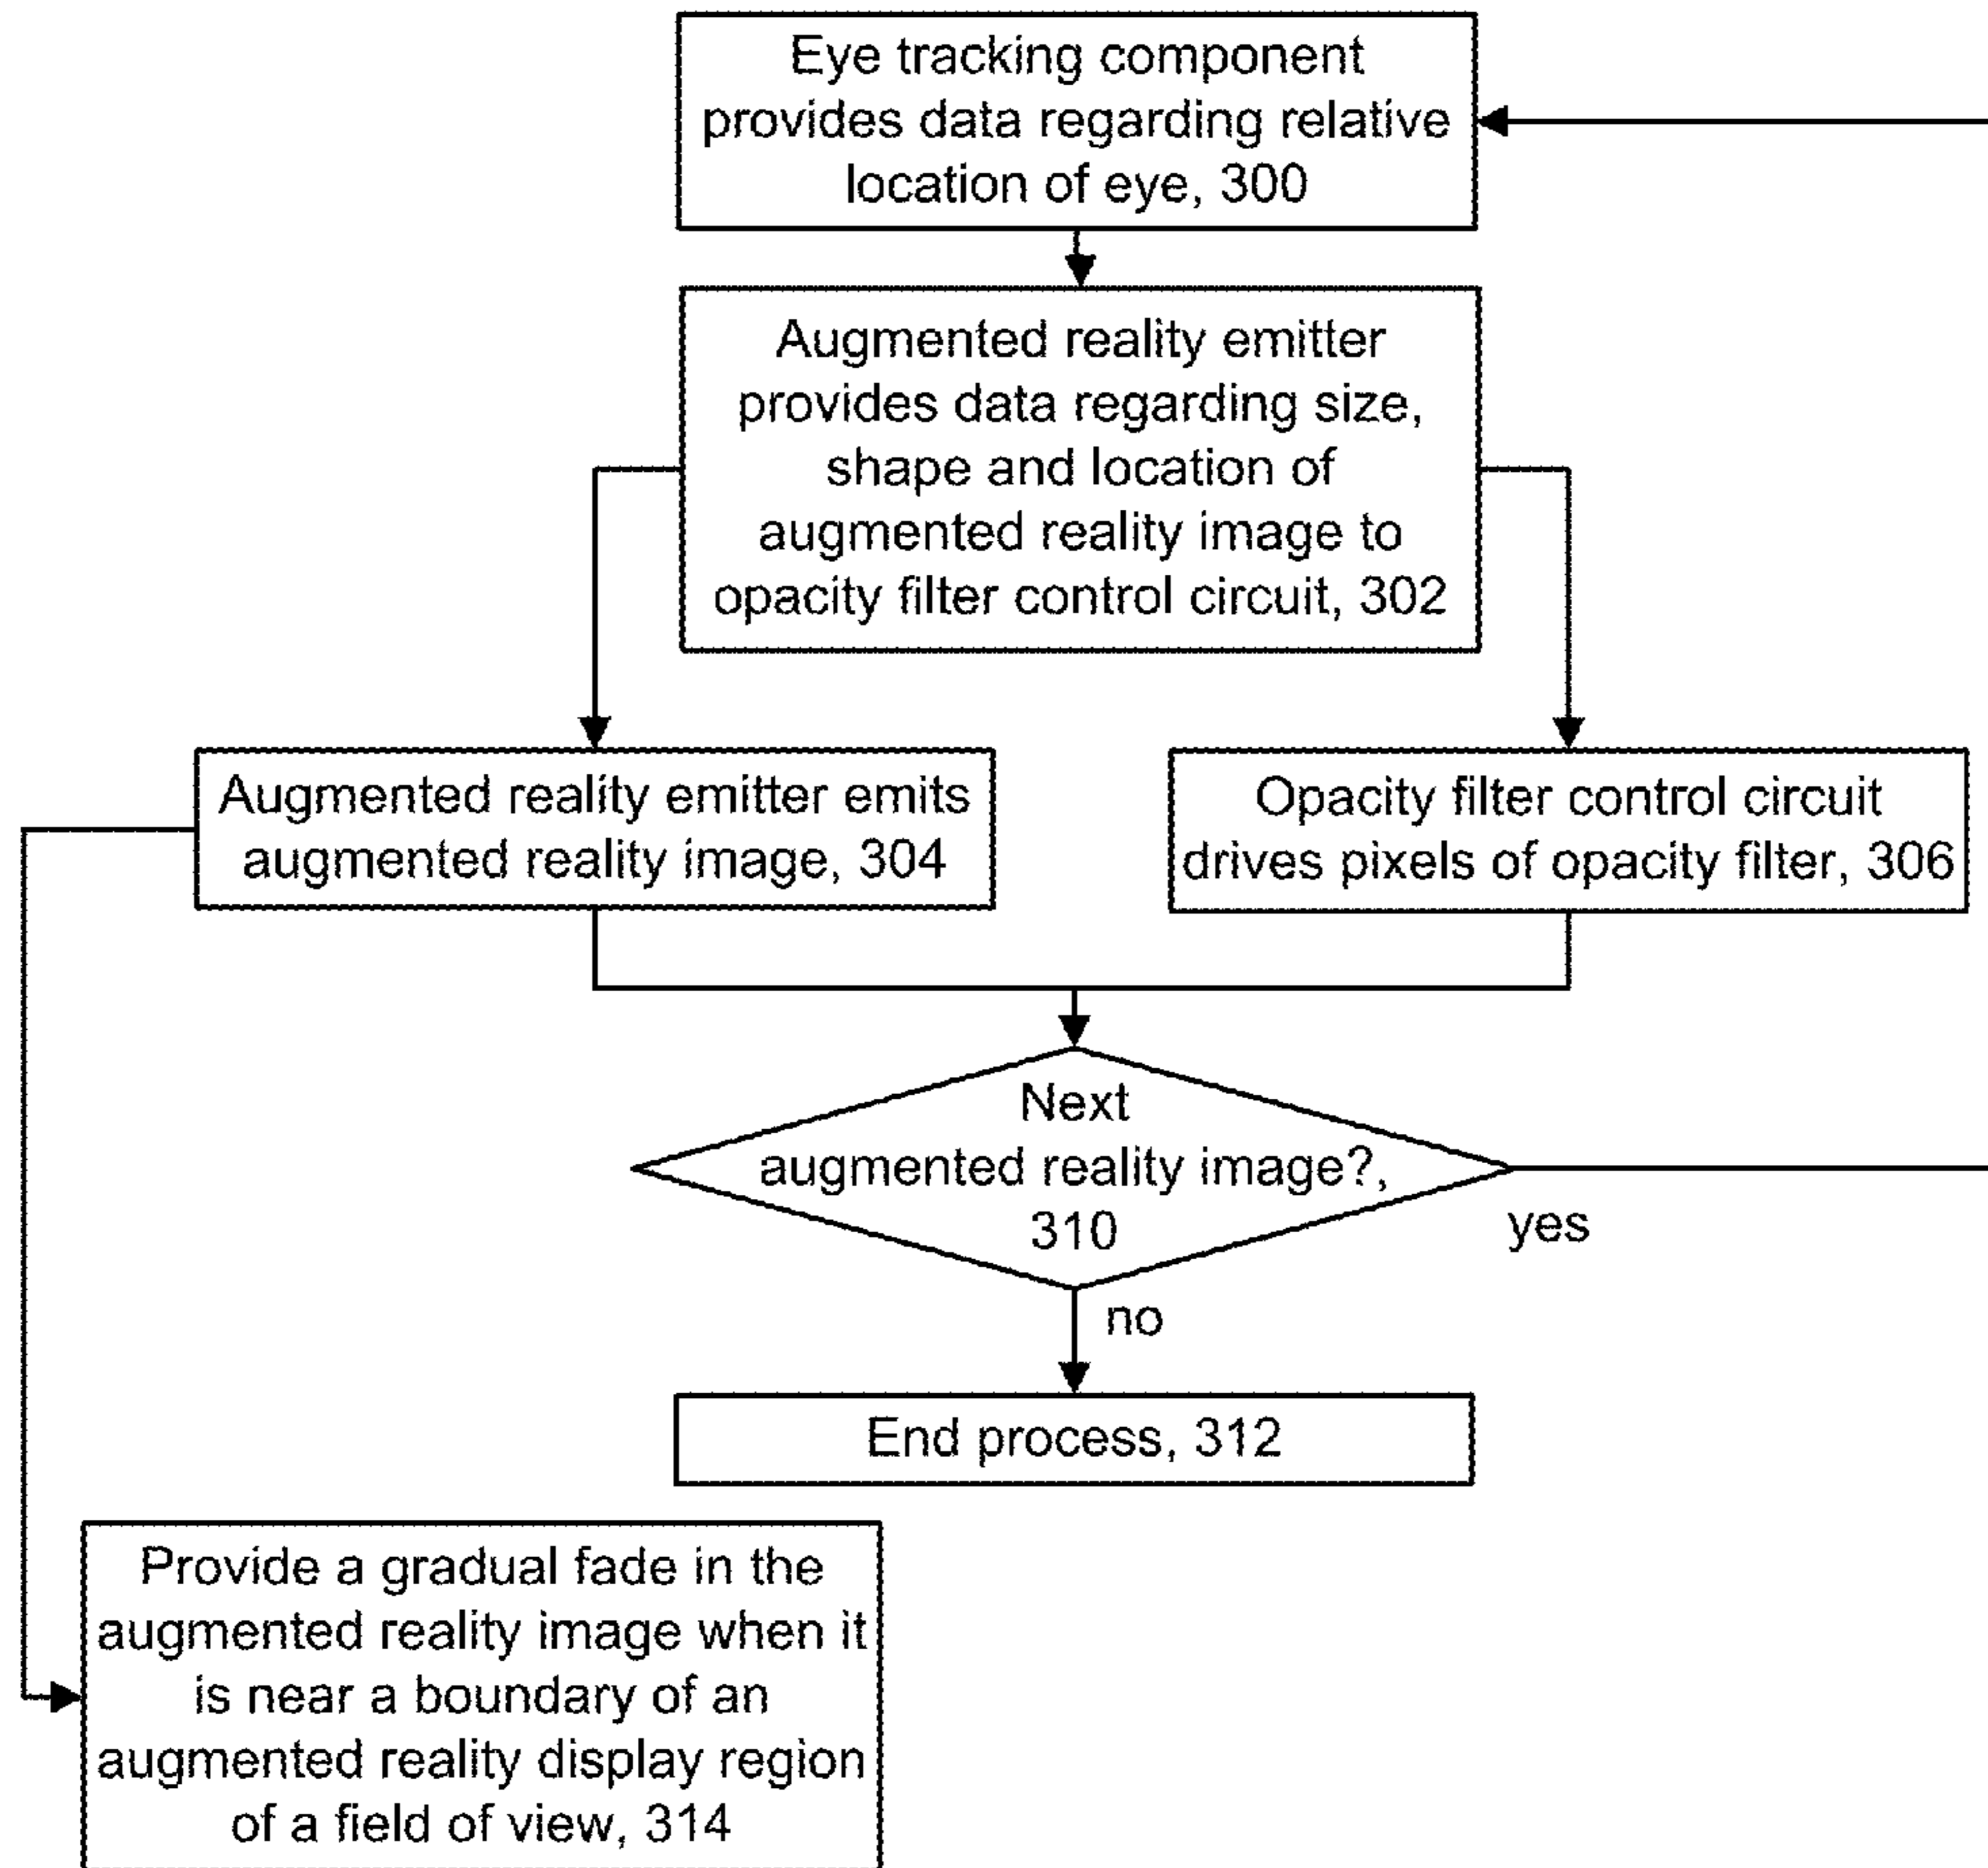 Eye tracking component
provides data regarding relative
location of eye, 300
Augmented reality emitter
provides data regarding size,
shape and location of
augmented reality image to
opacity filter control circuit, 302
Augmented reality emitter emits
augmented reality image, 304
Opacity filter control circuit
drives pixels of opacity filter, 306
Next
augmented reality image?,
310
yes
no
End process, 312
Provide a gradual fade in the
augmented reality image when it
is near a boundary of an
augmented reality display region
of a field of view, 314